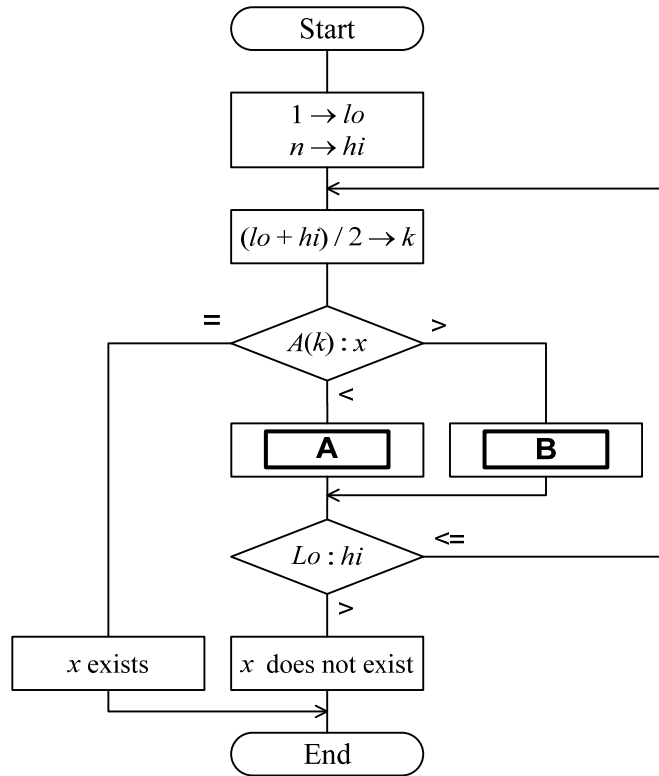 Start
1 → lo
n → hi
(lo + hi) / 2 → k
=
A(k) : x
>
<
A
B
Lo : hi
<=
>
x exists
x does not exist
End